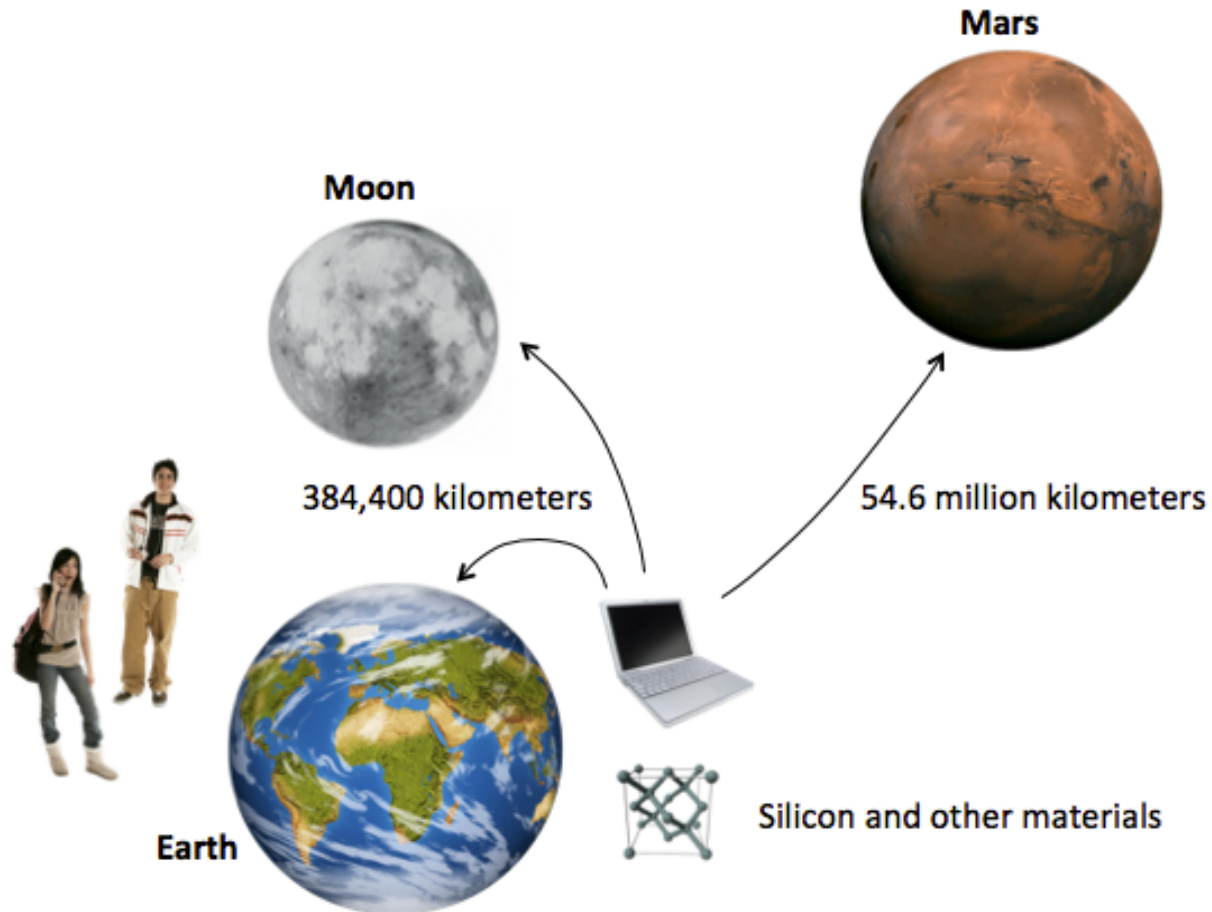 Mars
Moon
384,400 kilometers
54.6 million kilometers
Silicon and other materials
Earth